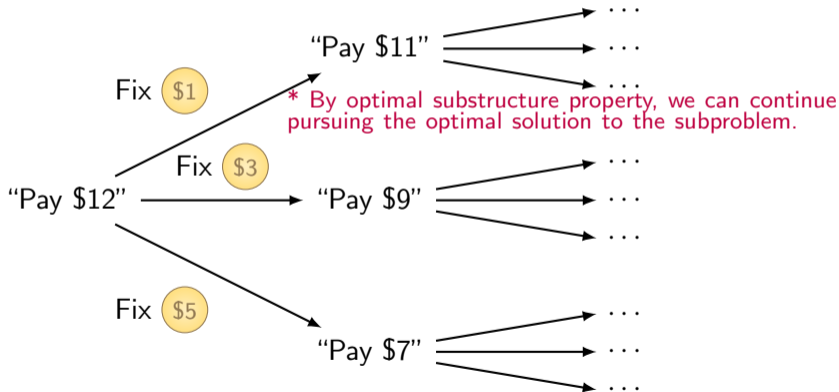 ...
“Pay $11”
...
Fix $1
...
* By optimal substructure property, we can continue
pursuing the optimal solution to the subproblem.
Fix $3
...
“Pay $12”
“Pay $9”
...
...
Fix $5
...
“Pay $7”
...
...